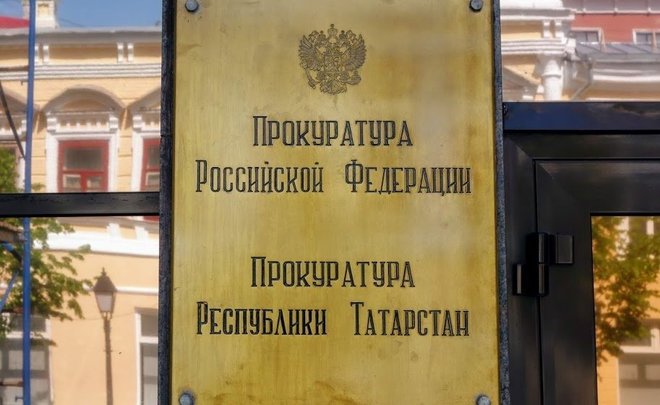 Прокуратура
Российской Федерации
Прокуратура
Республики Татарстан